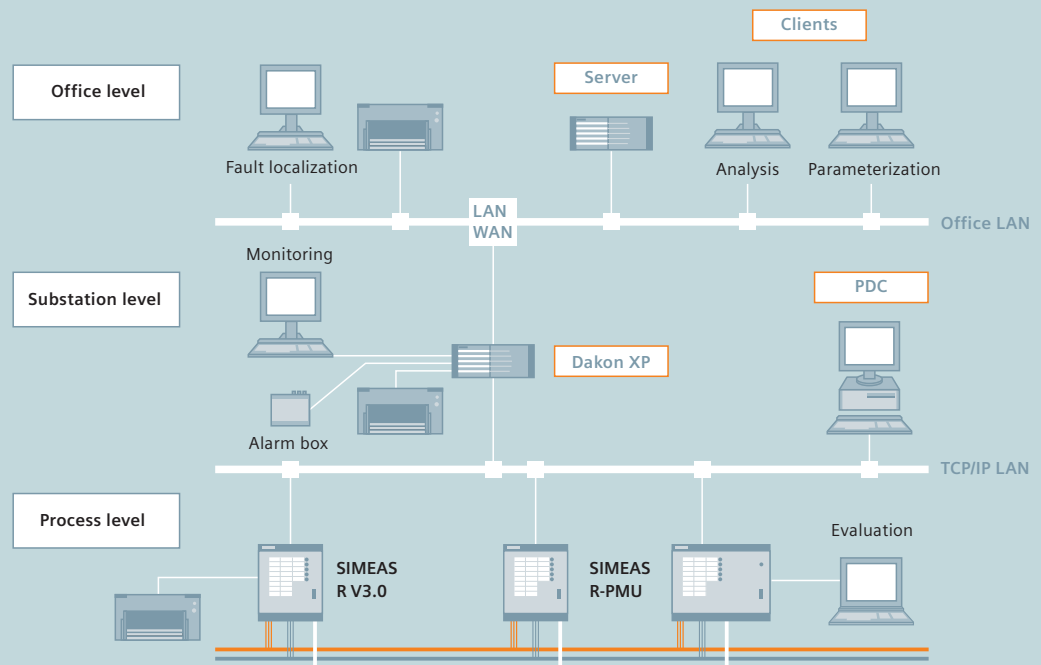 Clients
Office level
Server
Fault localization
Analysis
Parameterization
LAN
WAN
Office LAN
Monitoring
Substation level
PDC
Dakon XP
Alarm box
TCP/IP LAN
Process level
Evaluation
SIMEAS
R V3.0
SIMEAS
R-PMU